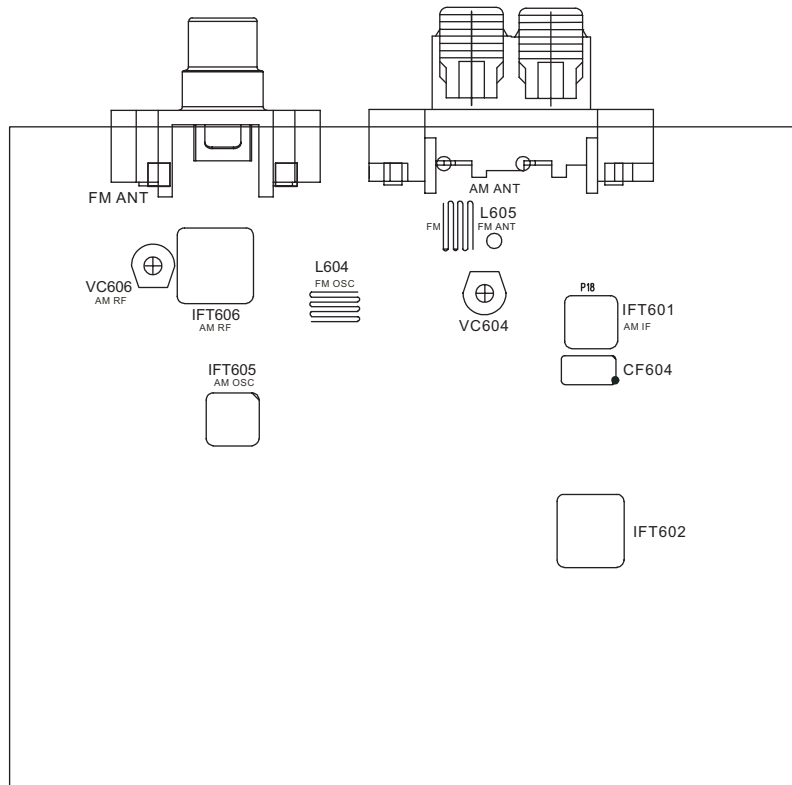 FM ANT
AM ANT
L605
FM FM ANT
VC606
AM RF
IFT606
AM RF
L604
FM OSC
VC604
P18
IFT601
AM IF
CF604
IFT605
AM OSC
IFT602